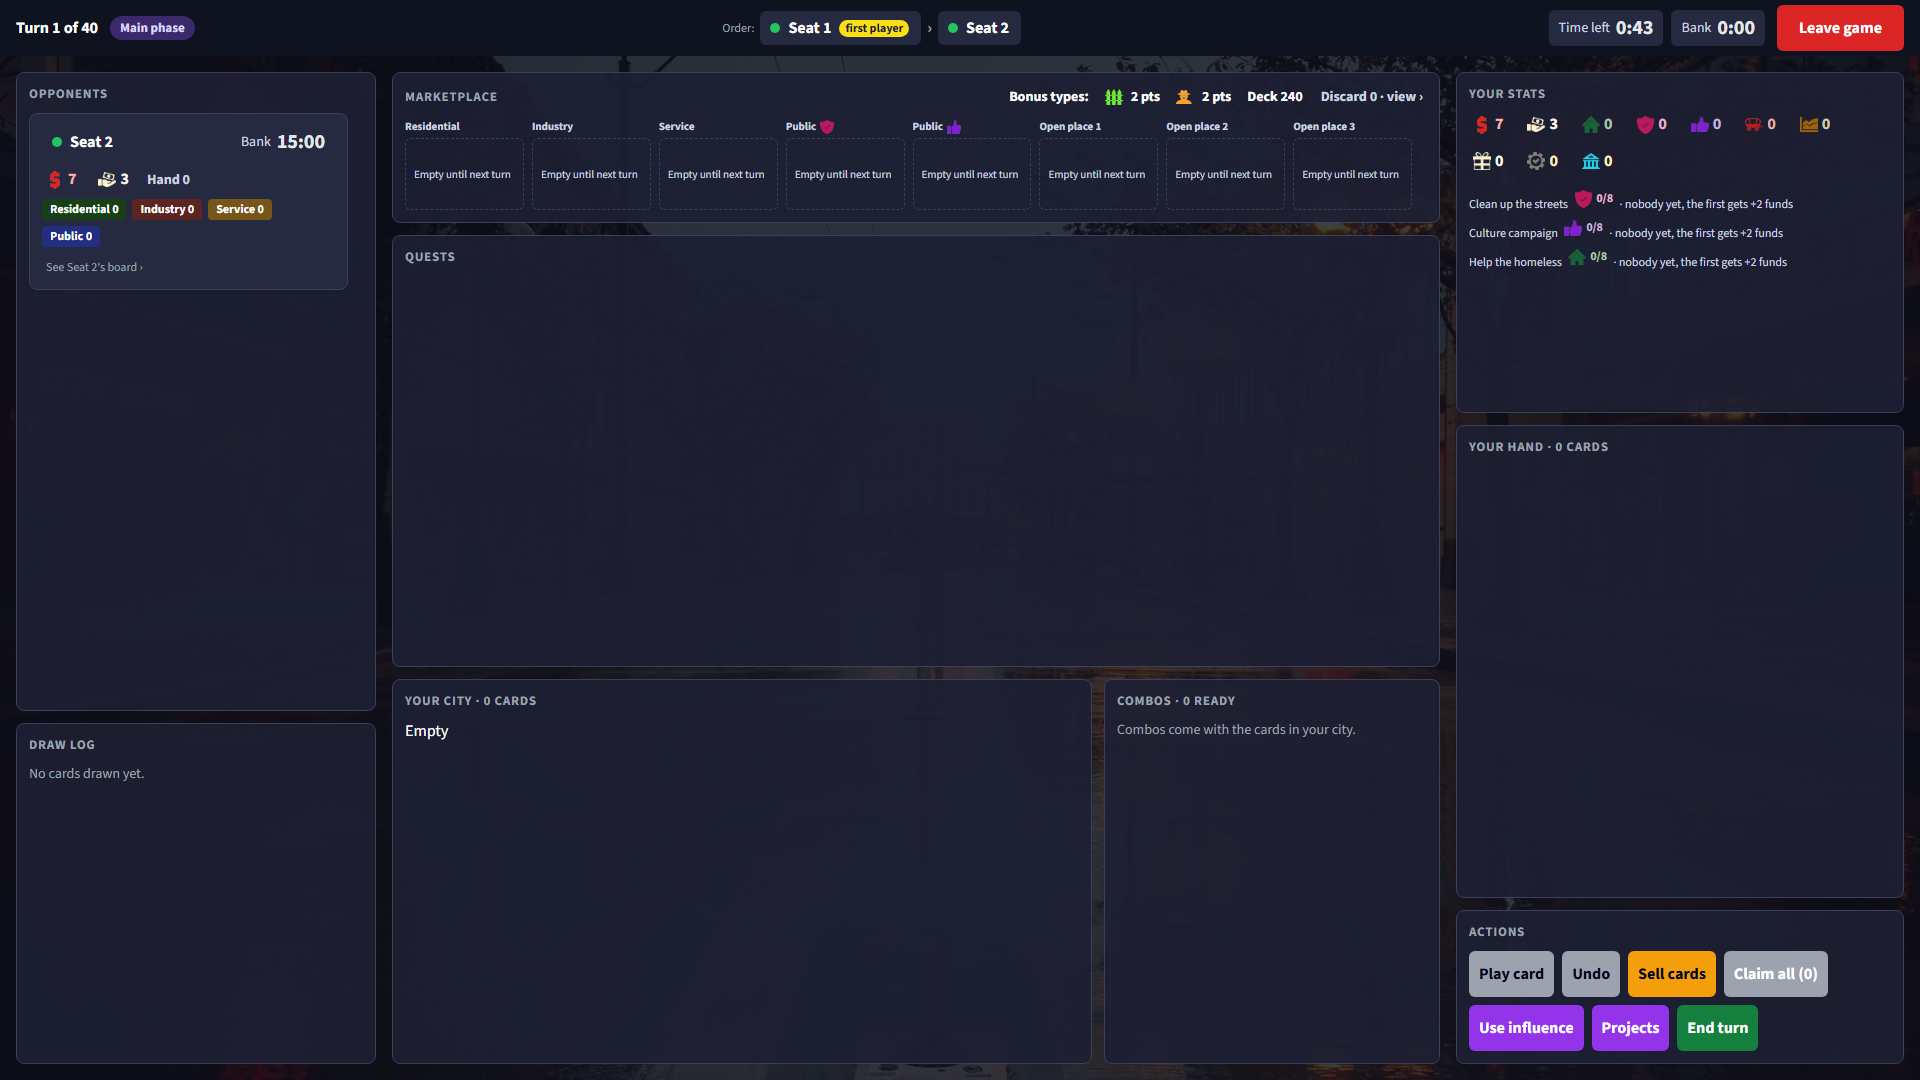 Turn 1 of 40 Main phase
Order: Seat 1 first player › Seat 2
Time left 0:43 Bank 0:00 Leave game
OPPONENTS
Seat 2 Bank 15:00
7 3 Hand 0
Residential 0 Industry 0 Service 0
Public 0
See Seat 2's board ›
DRAW LOG
No cards drawn yet.
MARKETPLACE Bonus types: 2 pts 2 pts Deck 240 Discard 0 · view ›
Residential Industry Service Public Public Open place 1 Open place 2 Open place 3
Empty until next turn Empty until next turn Empty until next turn Empty until next turn Empty until next turn Empty until next turn Empty until next turn Empty until next turn
QUESTS
YOUR CITY · 0 CARDS
Empty
COMBOS · 0 READY
Combos come with the cards in your city.
YOUR STATS
7 3 0 0 0 0 0
0 0 0
Clean up the streets 0/8 · nobody yet, the first gets +2 funds
Culture campaign 0/8 · nobody yet, the first gets +2 funds
Help the homeless 0/8 · nobody yet, the first gets +2 funds
YOUR HAND · 0 CARDS
ACTIONS
Play card Undo Sell cards Claim all (0)
Use influence Projects End turn